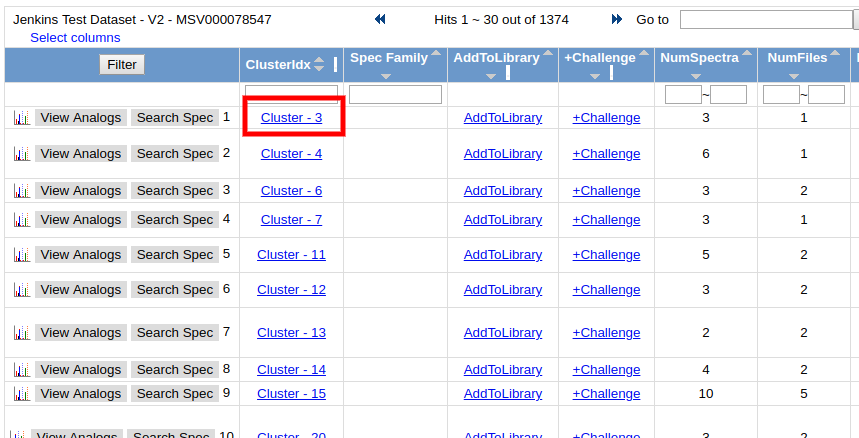 Jenkins Test Dataset - V2 - MSV000078547 Hits 1 ~ 30 out of 1374 Go to
Select columns
Filter ClusterIdx Spec Family AddToLibrary +Challenge NumSpectra NumFiles
~ ~
View Analogs Search Spec 1 Cluster - 3 AddToLibrary +Challenge 3 1
View Analogs Search Spec 2 Cluster - 4 AddToLibrary +Challenge 6 1
View Analogs Search Spec 3 Cluster - 6 AddToLibrary +Challenge 3 2
View Analogs Search Spec 4 Cluster - 7 AddToLibrary +Challenge 3 1
View Analogs Search Spec 5 Cluster - 11 AddToLibrary +Challenge 5 2
View Analogs Search Spec 6 Cluster - 12 AddToLibrary +Challenge 3 2
View Analogs Search Spec 7 Cluster - 13 AddToLibrary +Challenge 2 2
View Analogs Search Spec 8 Cluster - 14 AddToLibrary +Challenge 4 2
View Analogs Search Spec 9 Cluster - 15 AddToLibrary +Challenge 10 5
View Analogs Search Spec 10 Cluster - 20 AddToLibrary +Challenge 3 2